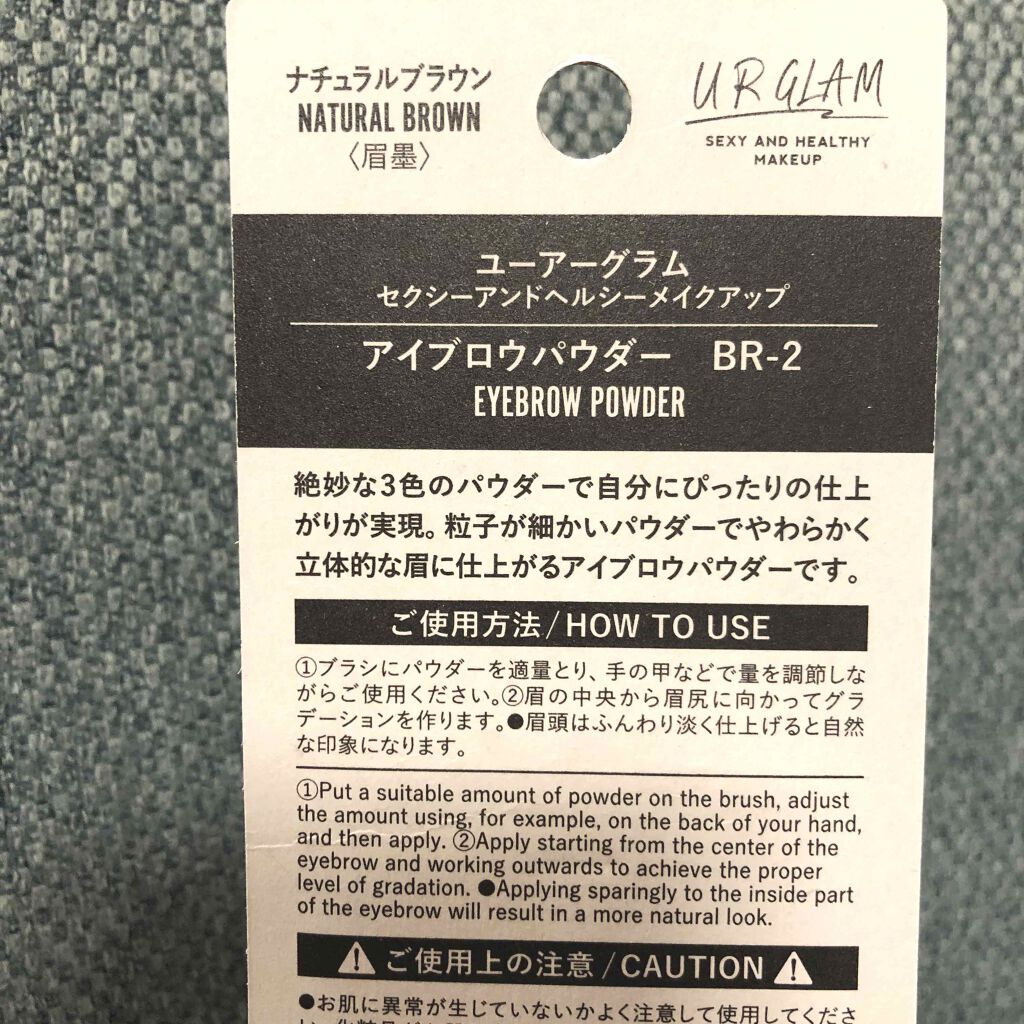 ナチュラルブラウン
NATURAL BROWN
〈眉墨〉
UR GLAM
SEXY AND HEALTHY
MAKEUP
ユーアーグラム
セクシーアンドヘルシーメイクアップ
アイブロウパウダー BR-2
EYEBROW POWDER
絶妙な3色のパウダーで自分にぴったりの仕上
がりが実現。粒子が細かいパウダーでやわらかく
立体的な眉に仕上がるアイブロウパウダーです。
ご使用方法/HOW TO USE
①ブラシにパウダーを適量とり、手の甲などで量を調節しな
がらご使用ください。②眉の中央から眉尻に向かってグラ
デーションを作ります。●眉頭はふんわり淡く仕上げると自然
な印象になります。
①Put a suitable amount of powder on the brush, adjust
the amount using, for example, on the back of your hand,
and then apply. ②Apply starting from the center of the
eyebrow and working outwards to achieve the proper
level of gradation. ●Applying sparingly to the inside part
of the eyebrow will result in a more natural look.
ご使用上の注意/CAUTION
●お肌に異常が生じていないかよく注意して使用してくださ